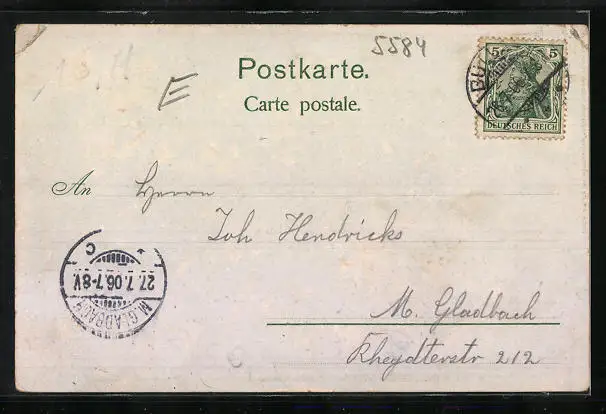 5584
Postkarte.
Carte postale.
E
5 5
DEUTSCHES REICH
An Herrn
Joh Hendricks
M. Gladbach
Rheydterstr 212
M. GLADBACH
27.7.06.7-8V.
C